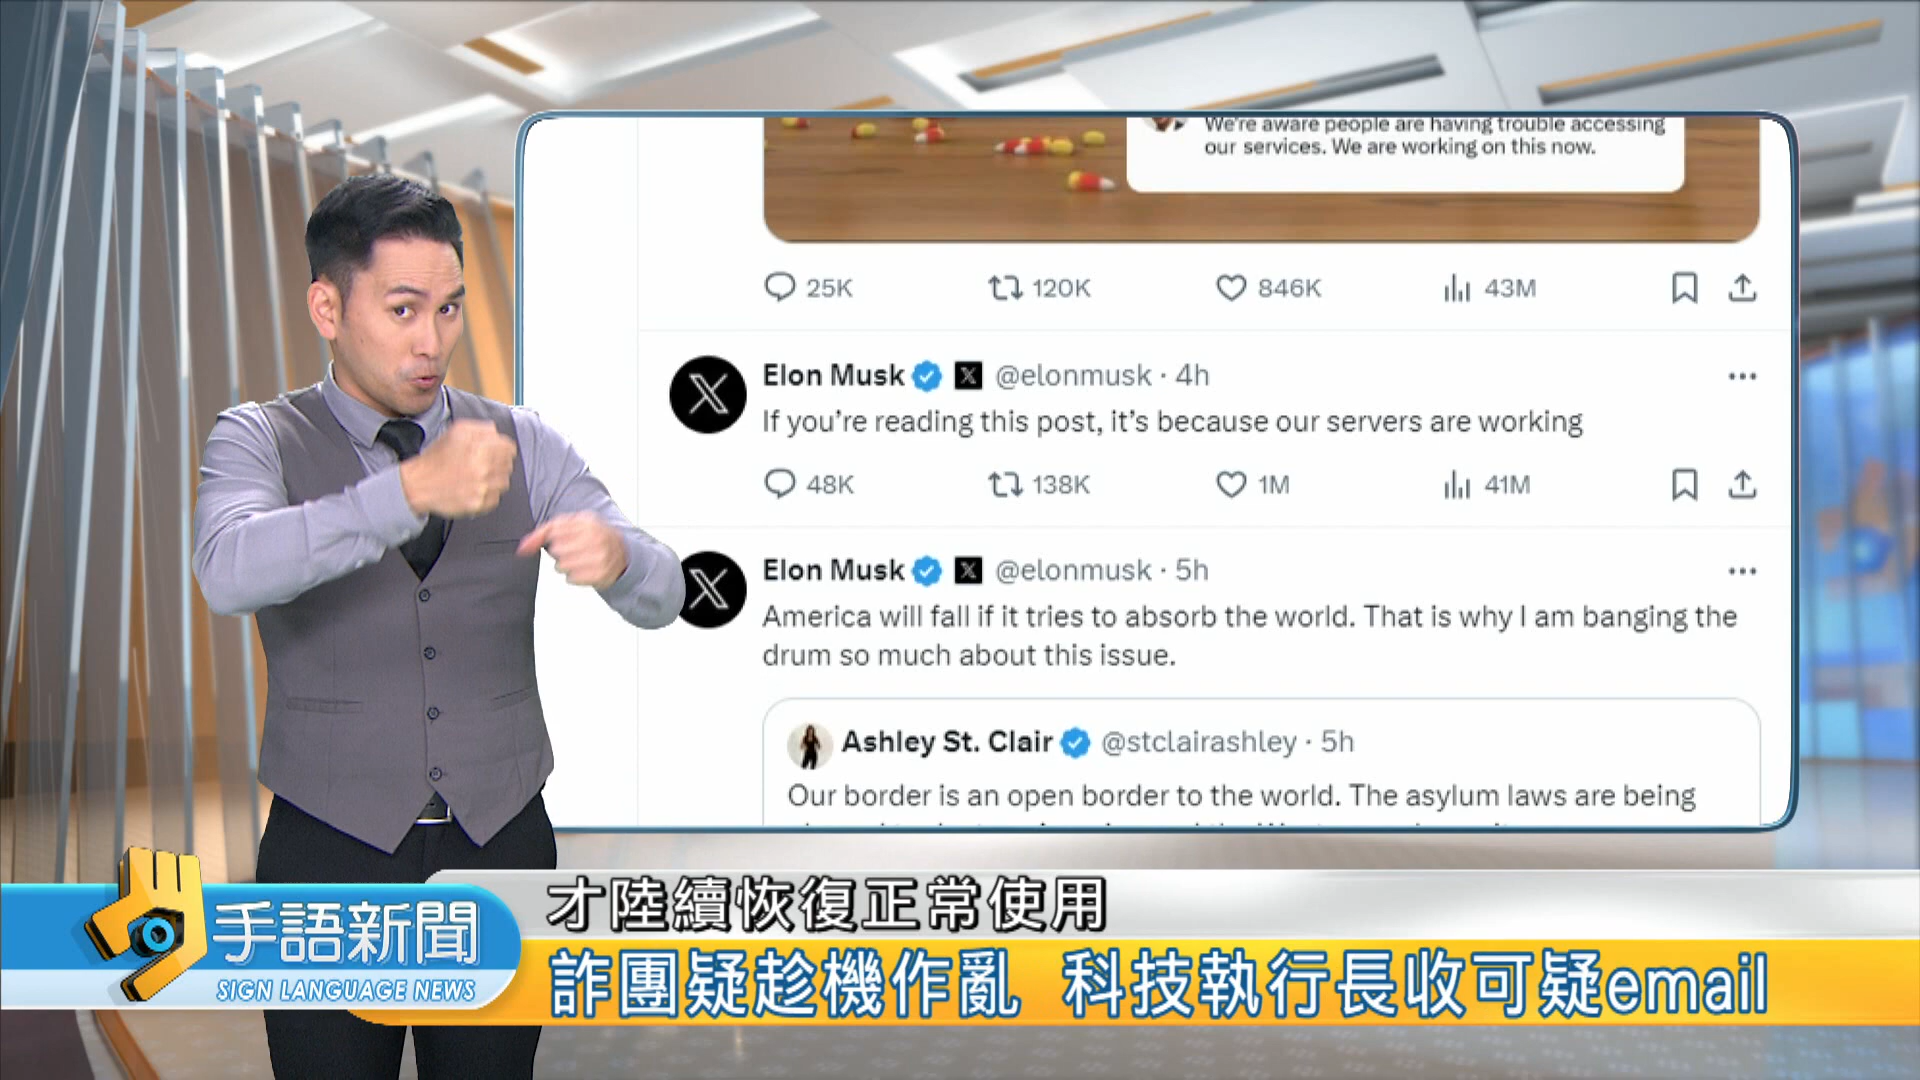 We're aware people are having trouble accessing
our services. We are working on this now.
25K 120K 846K 43M
Elon Musk @elonmusk · 4h
If you're reading this post, it's because our servers are working
48K 138K 1M 41M
Elon Musk @elonmusk · 5h
America will fall if it tries to absorb the world. That is why I am banging the
drum so much about this issue.
Ashley St. Clair @stclairashley · 5h
Our border is an open border to the world. The asylum laws are being
才陸續恢復正常使用
手語新聞
SIGN LANGUAGE NEWS
詐團疑趁機作亂 科技執行長收可疑email